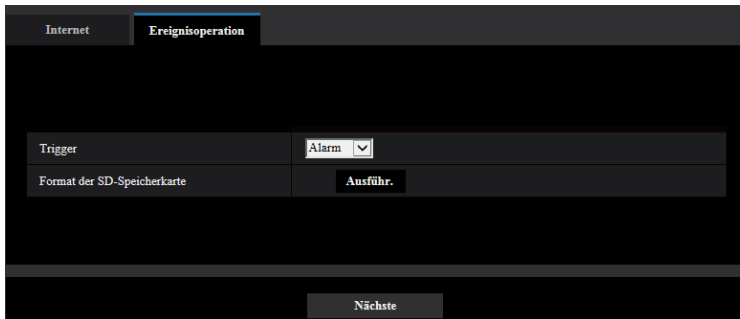 Internet Ereignisoperation
Trigger Alarm
Format der SD-Speicherkarte Ausführ.
Nächste